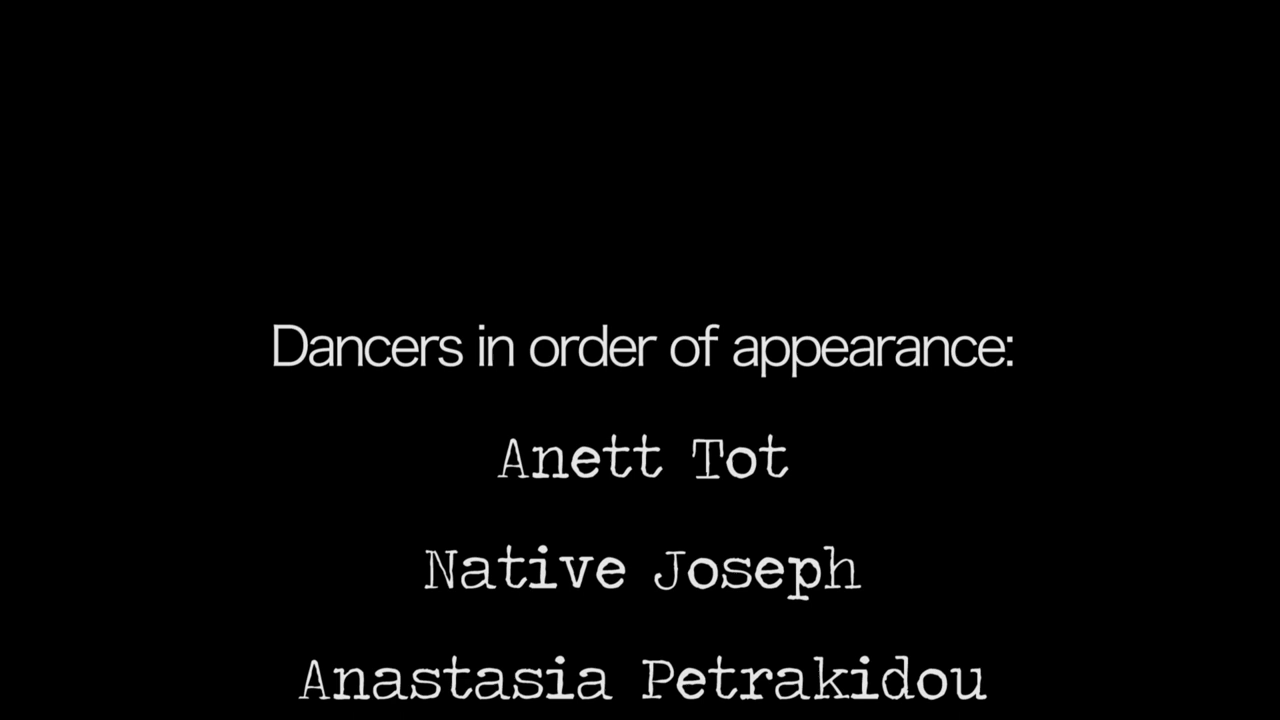 Dancers in order of appearance:
Anett Tot
Native Joseph
Anastasia Petrakidou